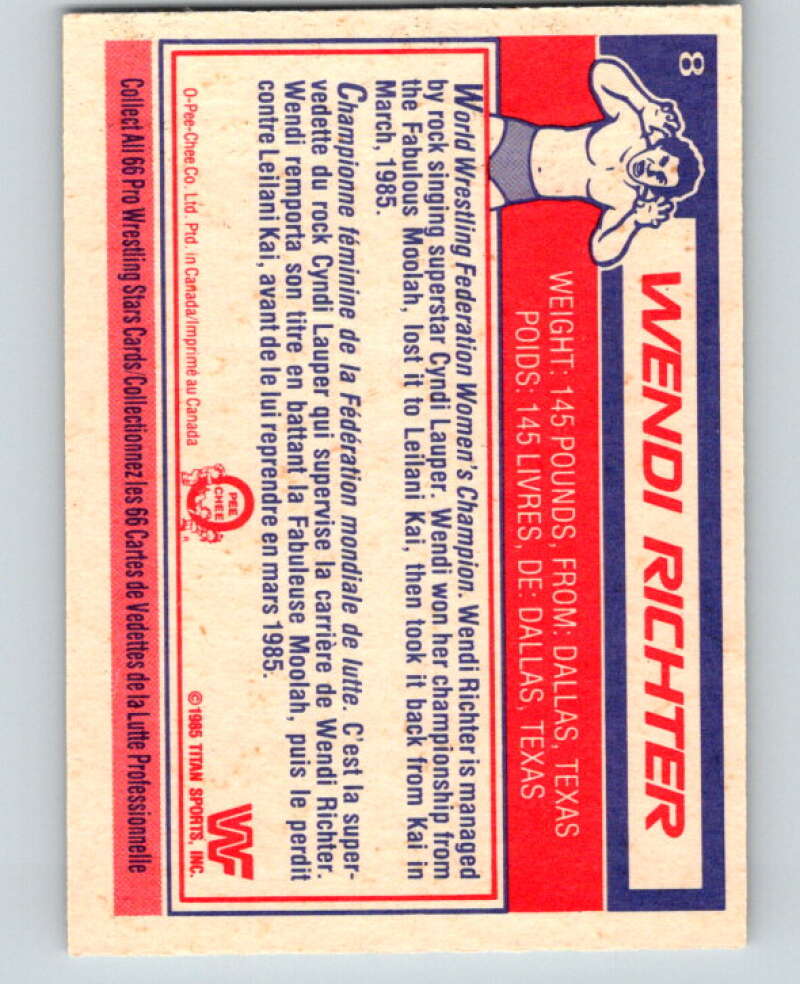 8
WENDI RICHTER
WEIGHT: 145 POUNDS, FROM: DALLAS, TEXAS
POIDS: 145 LIVRES, DE: DALLAS, TEXAS
World Wrestling Federation Women's Champion. Wendi Richter is managed
by rock singing superstar Cyndi Lauper. Wendi won her championship from
the Fabulous Moolah, lost it to Leilani Kai, then took it back from Kai in
March, 1985.
Championne féminine de la Fédération mondiale de lutte. C'est la super-
vedette du rock Cyndi Lauper qui supervise la carrière de Wendi Richter.
Wendi remporta son titre en battant la Fabuleuse Moolah, puis le perdit
contre Leilani Kai, avant de le lui reprendre en mars 1985.
O-Pee-Chee Co. Ltd. Ptd. in Canada/Imprimé au Canada
PEE
CHEE
©1985 TITAN SPORTS, INC.
WF
Collect All 66 Pro Wrestling Stars Cards/Collectionnez les 66 Cartes de Vedettes de la Lutte Professionnelle